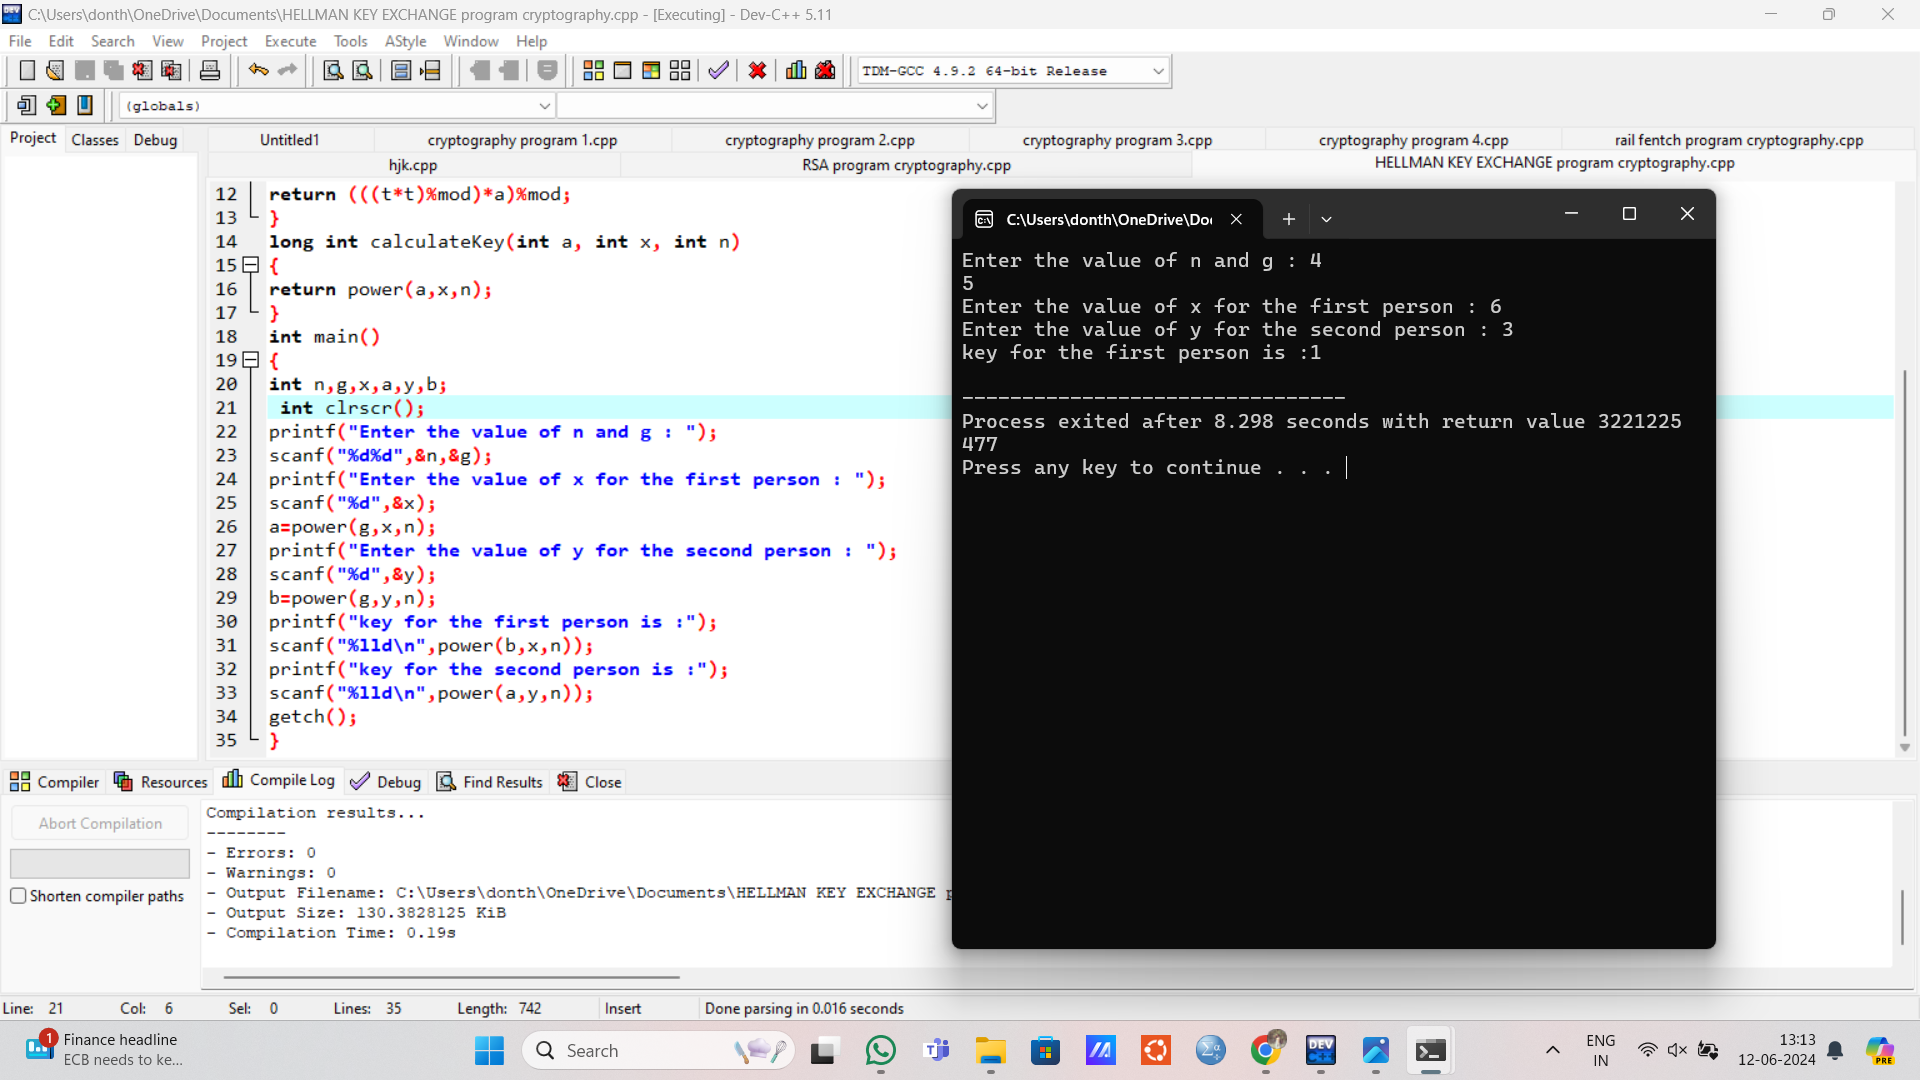 C:\Users\donth\OneDrive\Documents\HELLMAN KEY EXCHANGE program cryptography.cpp - [Executing] - Dev-C++ 5.11
File Edit Search View Project Execute Tools AStyle Window Help
TDM-GCC 4.9.2 64-bit Release
(globals)
Project Classes Debug
Untitled1 cryptography program 1.cpp cryptography program 2.cpp cryptography program 3.cpp cryptography program 4.cpp rail fentch program cryptography.cpp
hjk.cpp RSA program cryptography.cpp HELLMAN KEY EXCHANGE program cryptography.cpp
12 return (((t*t)%mod)*a)%mod;
13 }
14 long int calculateKey(int a, int x, int n)
15 {
16 return power(a,x,n);
17 }
18 int main()
19 {
20 int n,g,x,a,y,b;
21 int clrscr();
22 printf("Enter the value of n and g : ");
23 scanf("%d%d",&n,&g);
24 printf("Enter the value of x for the first person : ");
25 scanf("%d",&x);
26 a=power(g,x,n);
27 printf("Enter the value of y for the second person : ");
28 scanf("%d",&y);
29 b=power(g,y,n);
30 printf("key for the first person is :");
31 scanf("%lld\n",power(b,x,n));
32 printf("key for the second person is :");
33 scanf("%lld\n",power(a,y,n));
34 getch();
35 }
C:\Users\donth\OneDrive\Do
Enter the value of n and g : 4
5
Enter the value of x for the first person : 6
Enter the value of y for the second person : 3
key for the first person is :1
--------------------------------
Process exited after 8.298 seconds with return value 3221225
477
Press any key to continue . . .
Compiler Resources Compile Log Debug Find Results Close
Abort Compilation
Shorten compiler paths
Compilation results...
--------
- Errors: 0
- Warnings: 0
- Output Filename: C:\Users\donth\OneDrive\Documents\HELLMAN KEY EXCHANGE
- Output Size: 130.3828125 KiB
- Compilation Time: 0.19s
Line: 21 Col: 6 Sel: 0 Lines: 35 Length: 742 Insert Done parsing in 0.016 seconds
1
Finance headline
ECB needs to ke...
Search
DEV
ENG
IN
13:13
12-06-2024
PRE